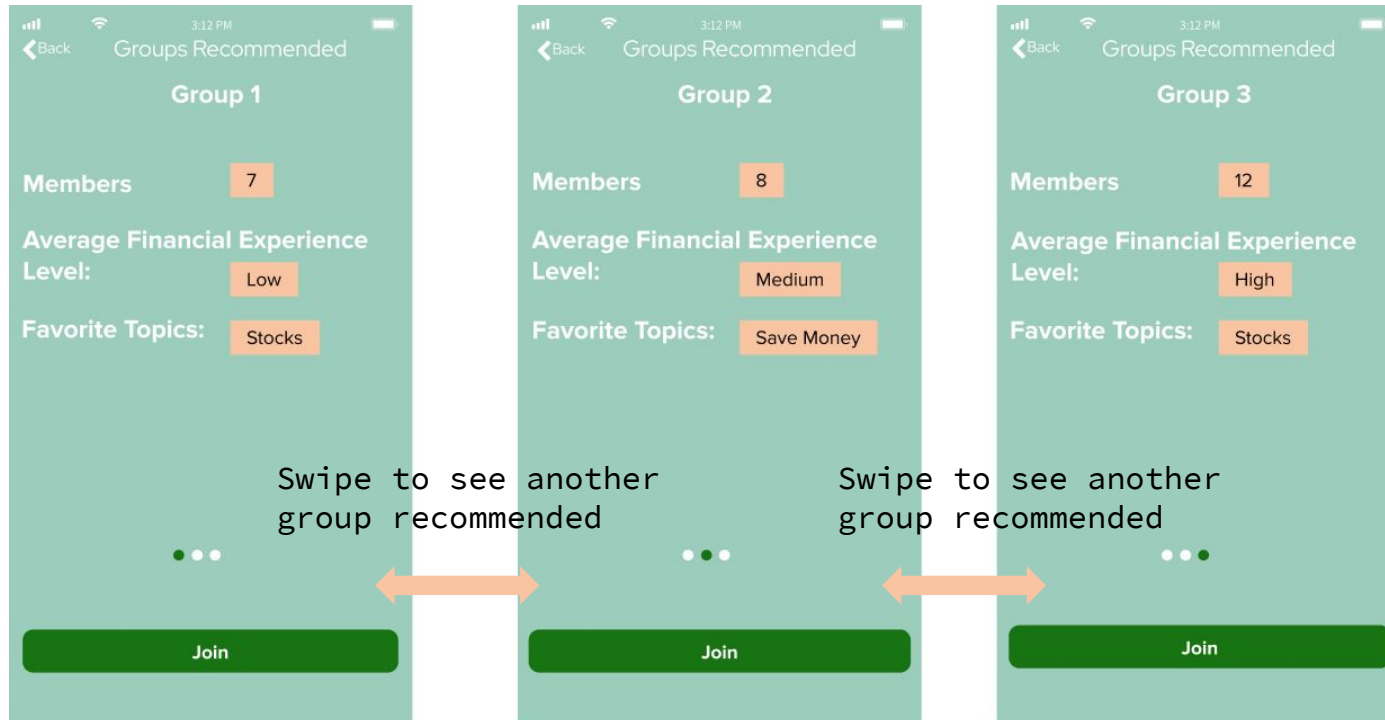 3:12 PM
Back Groups Recommended
Group 1
Members 7
Average Financial Experience
Level: Low
Favorite Topics: Stocks
Join
3:12 PM
Back Groups Recommended
Group 2
Members 8
Average Financial Experience
Level: Medium
Favorite Topics: Save Money
Join
3:12 PM
Back Groups Recommended
Group 3
Members 12
Average Financial Experience
Level: High
Favorite Topics: Stocks
Join
Swipe to see another
group recommended
Swipe to see another
group recommended